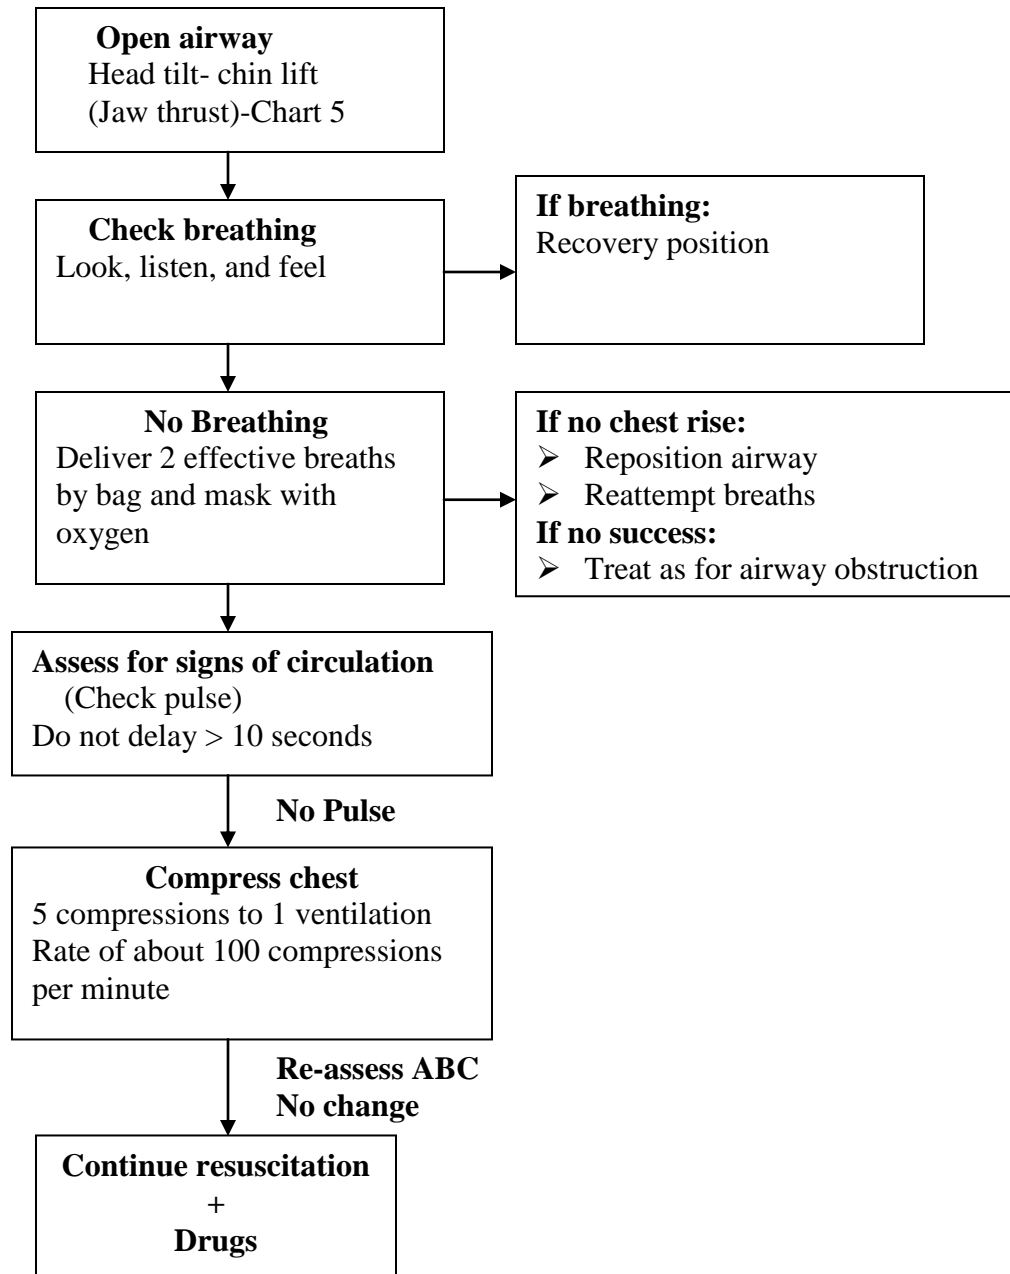 Open airway
Head tilt- chin lift
(Jaw thrust)-Chart 5
Check breathing
Look, listen, and feel
If breathing:
Recovery position
No Breathing
Deliver 2 effective breaths
by bag and mask with
oxygen
If no chest rise:
➢ Reposition airway
➢ Reattempt breaths
If no success:
➢ Treat as for airway obstruction
Assess for signs of circulation
(Check pulse)
Do not delay > 10 seconds
No Pulse
Compress chest
5 compressions to 1 ventilation
Rate of about 100 compressions
per minute
Re-assess ABC
No change
Continue resuscitation
+
Drugs